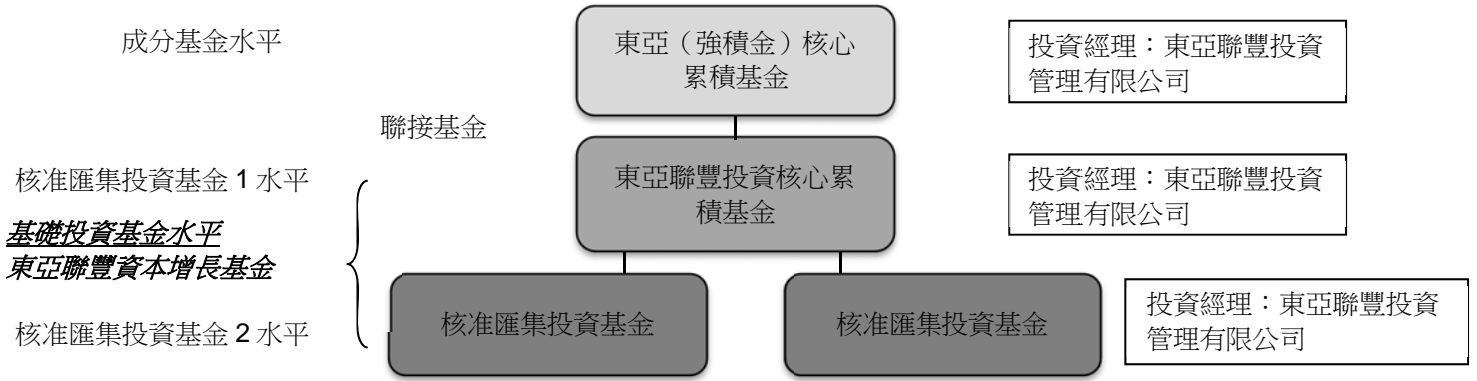 成分基金水平
東亞（強積金）核心
累積基金
投資經理：東亞聯豐投資
管理有限公司
聯接基金
核准匯集投資基金 1 水平
東亞聯豐投資核心累
積基金
投資經理：東亞聯豐投資
管理有限公司
基礎投資基金水平
東亞聯豐資本增長基金
核准匯集投資基金 2 水平
核准匯集投資基金
核准匯集投資基金
投資經理：東亞聯豐投資
管理有限公司